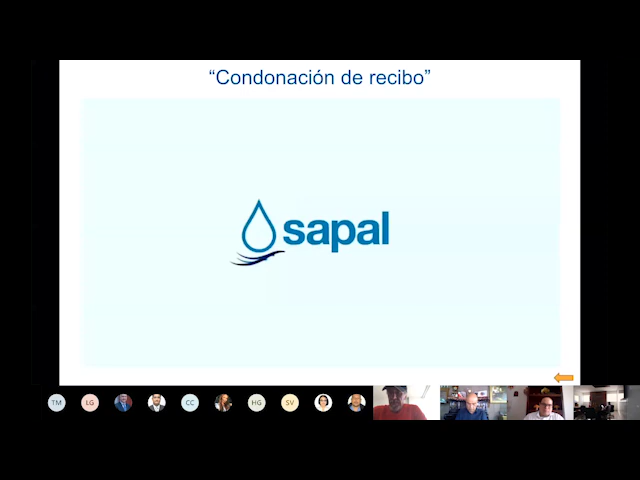 “Condonación de recibo”
sapal
TM
LG
CC
HG
SV